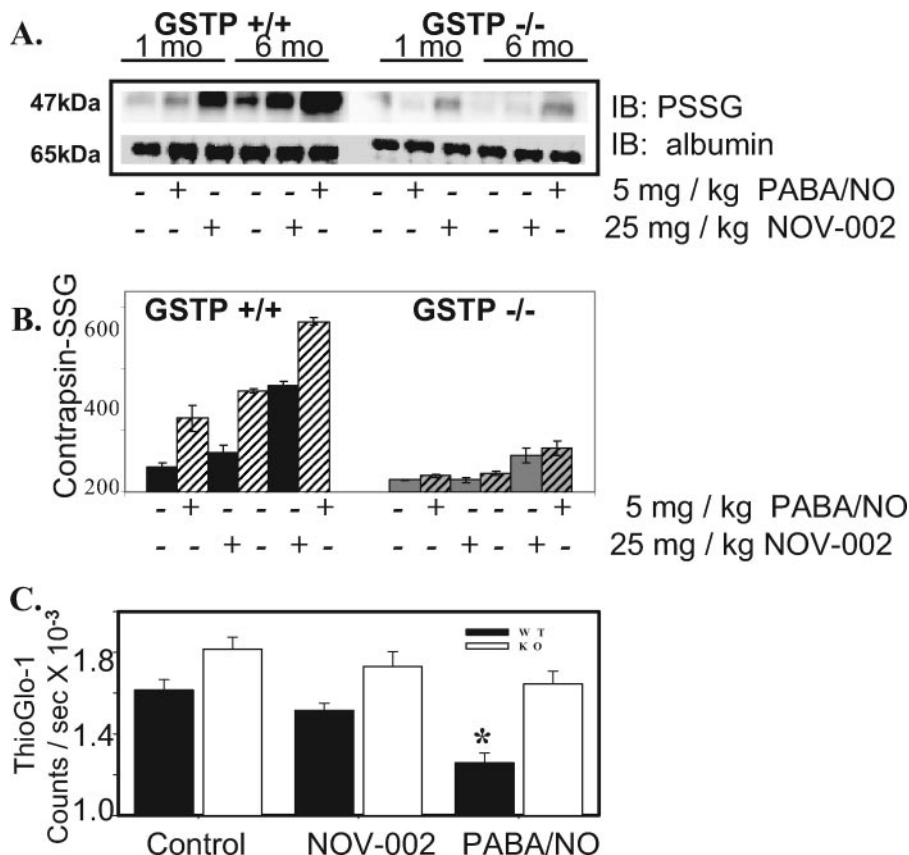 A.
GSTP +/+ GSTP -/-
1 mo 6 mo 1 mo 6 mo
47kDa IB: PSSG
65kDa IB: albumin
- + - - - + - + - - - + 5 mg / kg PABA/NO
- - + - + - - - + - + - 25 mg / kg NOV-002
B.
GSTP +/+ GSTP -/-
Contrapsin-SSG
600
400
200
- + - - - + - + - - - + 5 mg / kg PABA/NO
- - + - + - - - + - + - 25 mg / kg NOV-002
C.
ThioGlo-1
Counts / sec X 10-3
1.8
1.4
1.0
WT
KO
*
Control NOV-002 PABA/NO